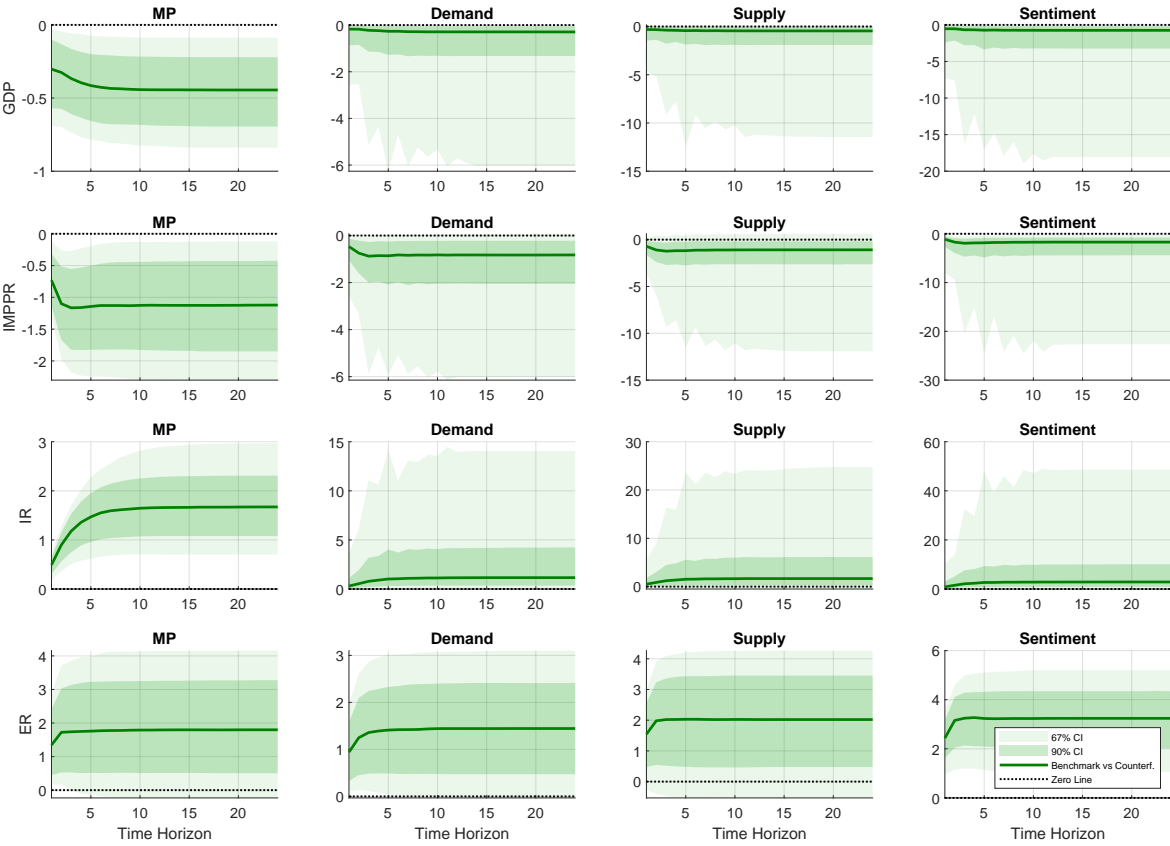 MP Demand Supply Sentiment
0 0 0 0
-0.5 -2 -5 -5
-4 -10 -10
-15
-1 -6 -15 -20
GDP
5 10 15 20 5 10 15 20 5 10 15 20 5 10 15 20
MP Demand Supply Sentiment
0 0 0 0
-0.5 -2 -5 -10
-1
-1.5 -4 -10 -20
-2 -6 -15 -30
IMPPR
5 10 15 20 5 10 15 20 5 10 15 20 5 10 15 20
MP Demand Supply Sentiment
3 15 30 60
2 10 20 40
1 5 10 20
0 0 0 0
IR
5 10 15 20 5 10 15 20 5 10 15 20 5 10 15 20
MP Demand Supply Sentiment
4 3 4 6
3 2 3 4
2 1 2 2
1 0 1 0
0 0
ER
67% CI
90% CI
Benchmark vs Counterf.
Zero Line
5 10 15 20 5 10 15 20 5 10 15 20 5 10 15 20
Time Horizon Time Horizon Time Horizon Time Horizon